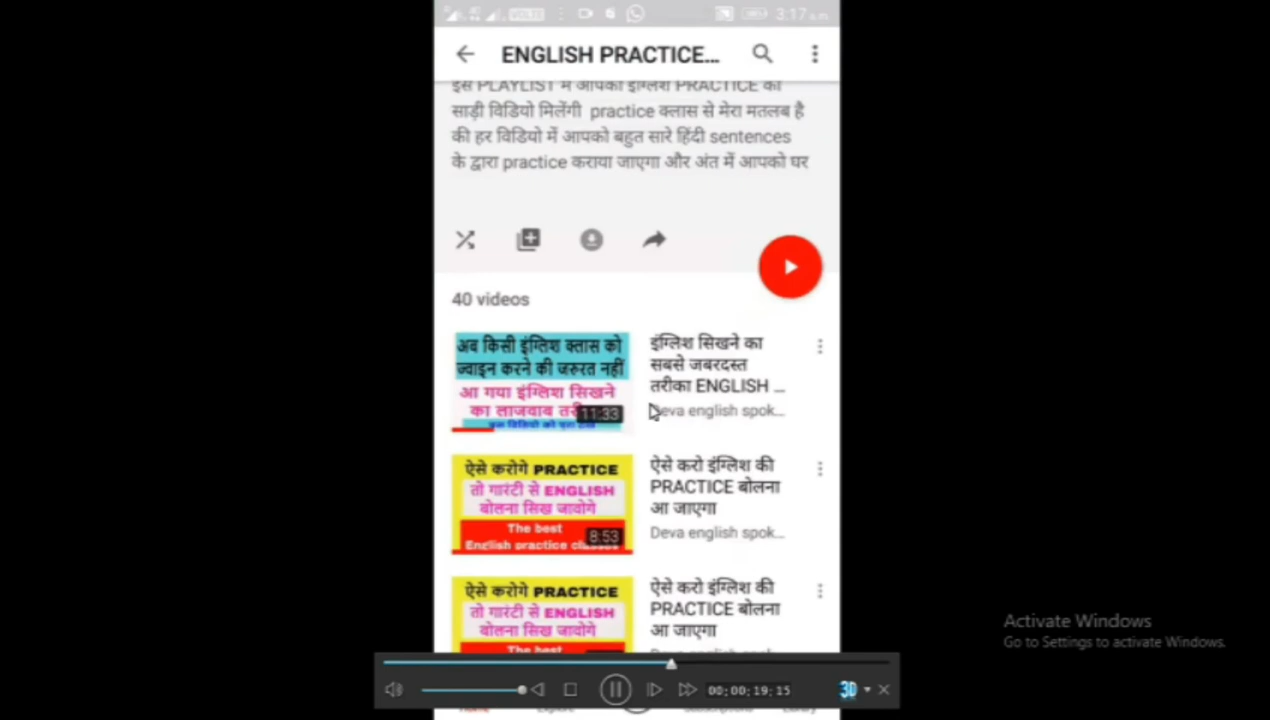 VOLTE
3:17 a.m.
ENGLISH PRACTICE...
इस PLAYLIST में आपको इंग्लिश PRACTICE की
साड़ी विडियो मिलेंगी practice क्लास से मेरा मतलब है
की हर विडियो में आपको बहुत सारे हिंदी sentences
के द्वारा practice कराया जाएगा और अंत में आपको घर
40 videos
अब किसी इंग्लिश क्लास को
ज्वाइन करने की जरुरत नहीं
आ गया इंग्लिश सिखने
का लाजवाब
11:33
इंग्लिश सिखने का
सबसे जबरदस्त
तरीका ENGLISH ...
Deva english spok...
ऐसे करोगे PRACTICE
तो गारंटी से ENGLISH
बोलना सिख जावोगे
The best
English practice
8:53
ऐसे करो इंग्लिश की
PRACTICE बोलना
आ जाएगा
Deva english spok...
ऐसे करोगे PRACTICE
तो गारंटी से ENGLISH
बोलना सिख जावोगे
The best
ऐसे करो इंग्लिश की
PRACTICE बोलना
आ जाएगा
00:00:19:15
3D
Activate Windows
Go to Settings to activate Windows.